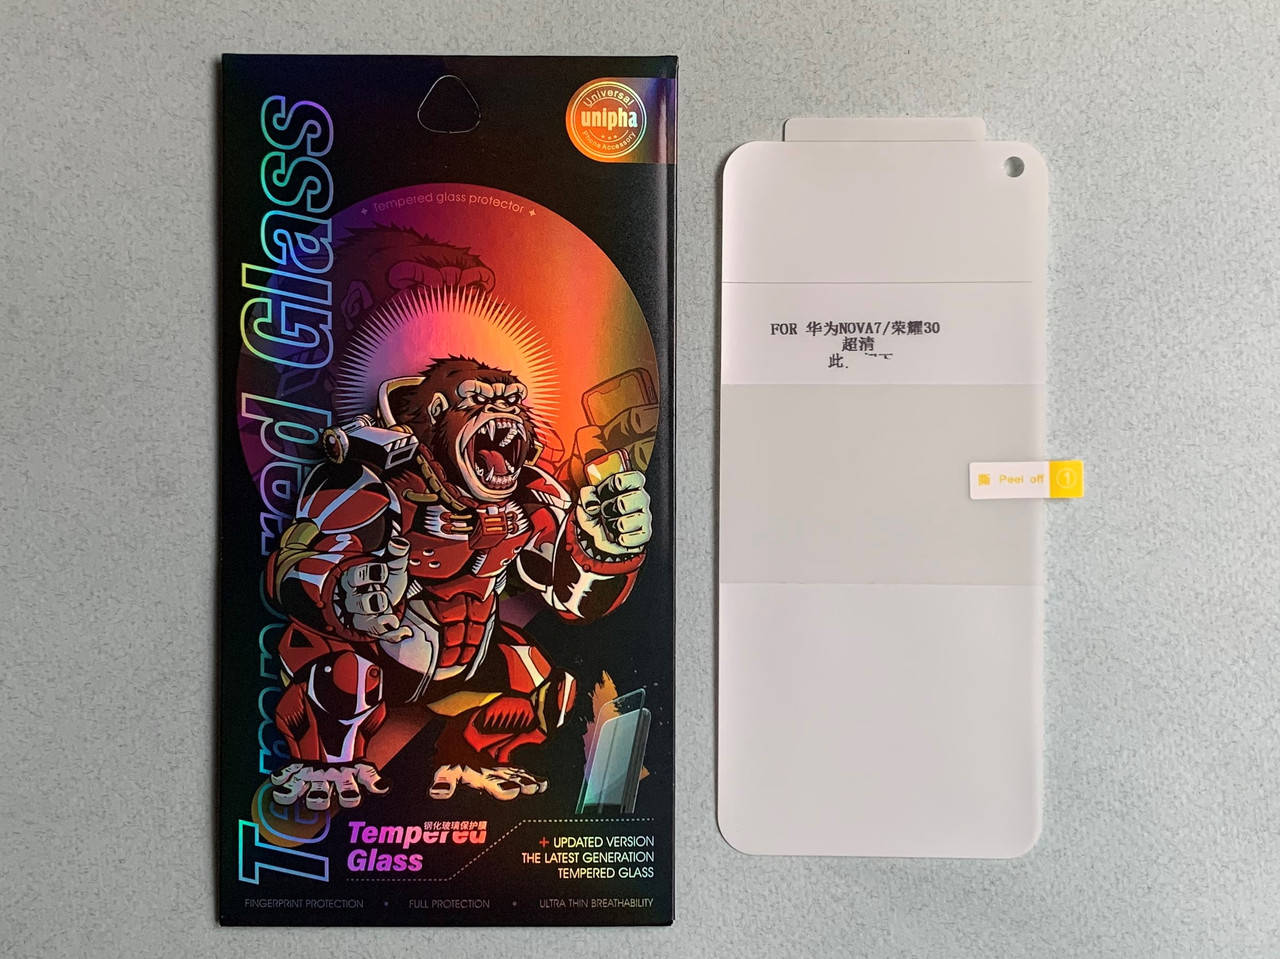 Universal
unipha
Phone Accessory
Tempered glass protector
Tempered Glass
钢化玻璃保护膜
Tempered
Glass
+ UPDATED VERSION
THE LATEST GENERATION
TEMPERED GLASS
FINGERPRINT PROTECTION • FULL PROTECTION • ULTRA THIN BREATHABILITY
FOR 华为NOVA7/荣耀30
超清
此
撕 Peel off ①